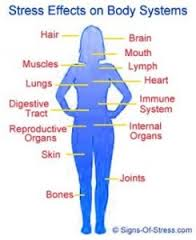 Stress Effects on Body Systems
Hair
Brain
Mouth
Muscles
Lymph
Lungs
Heart
Digestive
Tract
Immune
System
Reproductive
Organs
Internal
Organs
Skin
Joints
Bones
© Signs-Of-Stress.com